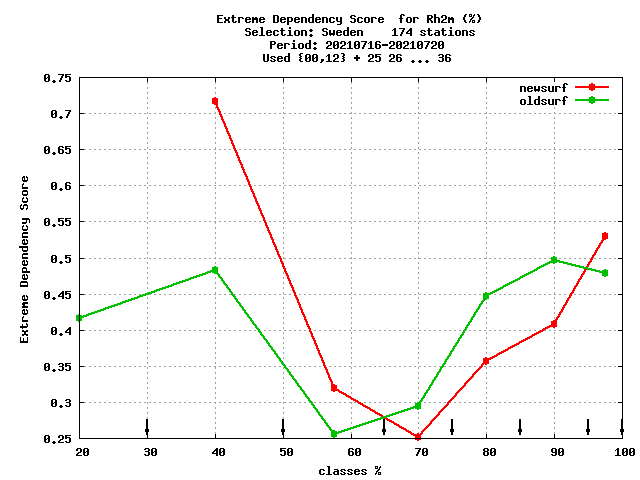 Extreme Dependency Score  for Rh2m (%)
Selection: Sweden    174 stations
Period: 20210716-20210720
Used {00,12} + 25 26 ... 36
newsurf
oldsurf
Extreme Dependency Score
0.75
0.7
0.65
0.6
0.55
0.5
0.45
0.4
0.35
0.3
0.25
20 30 40 50 60 70 80 90 100
classes %